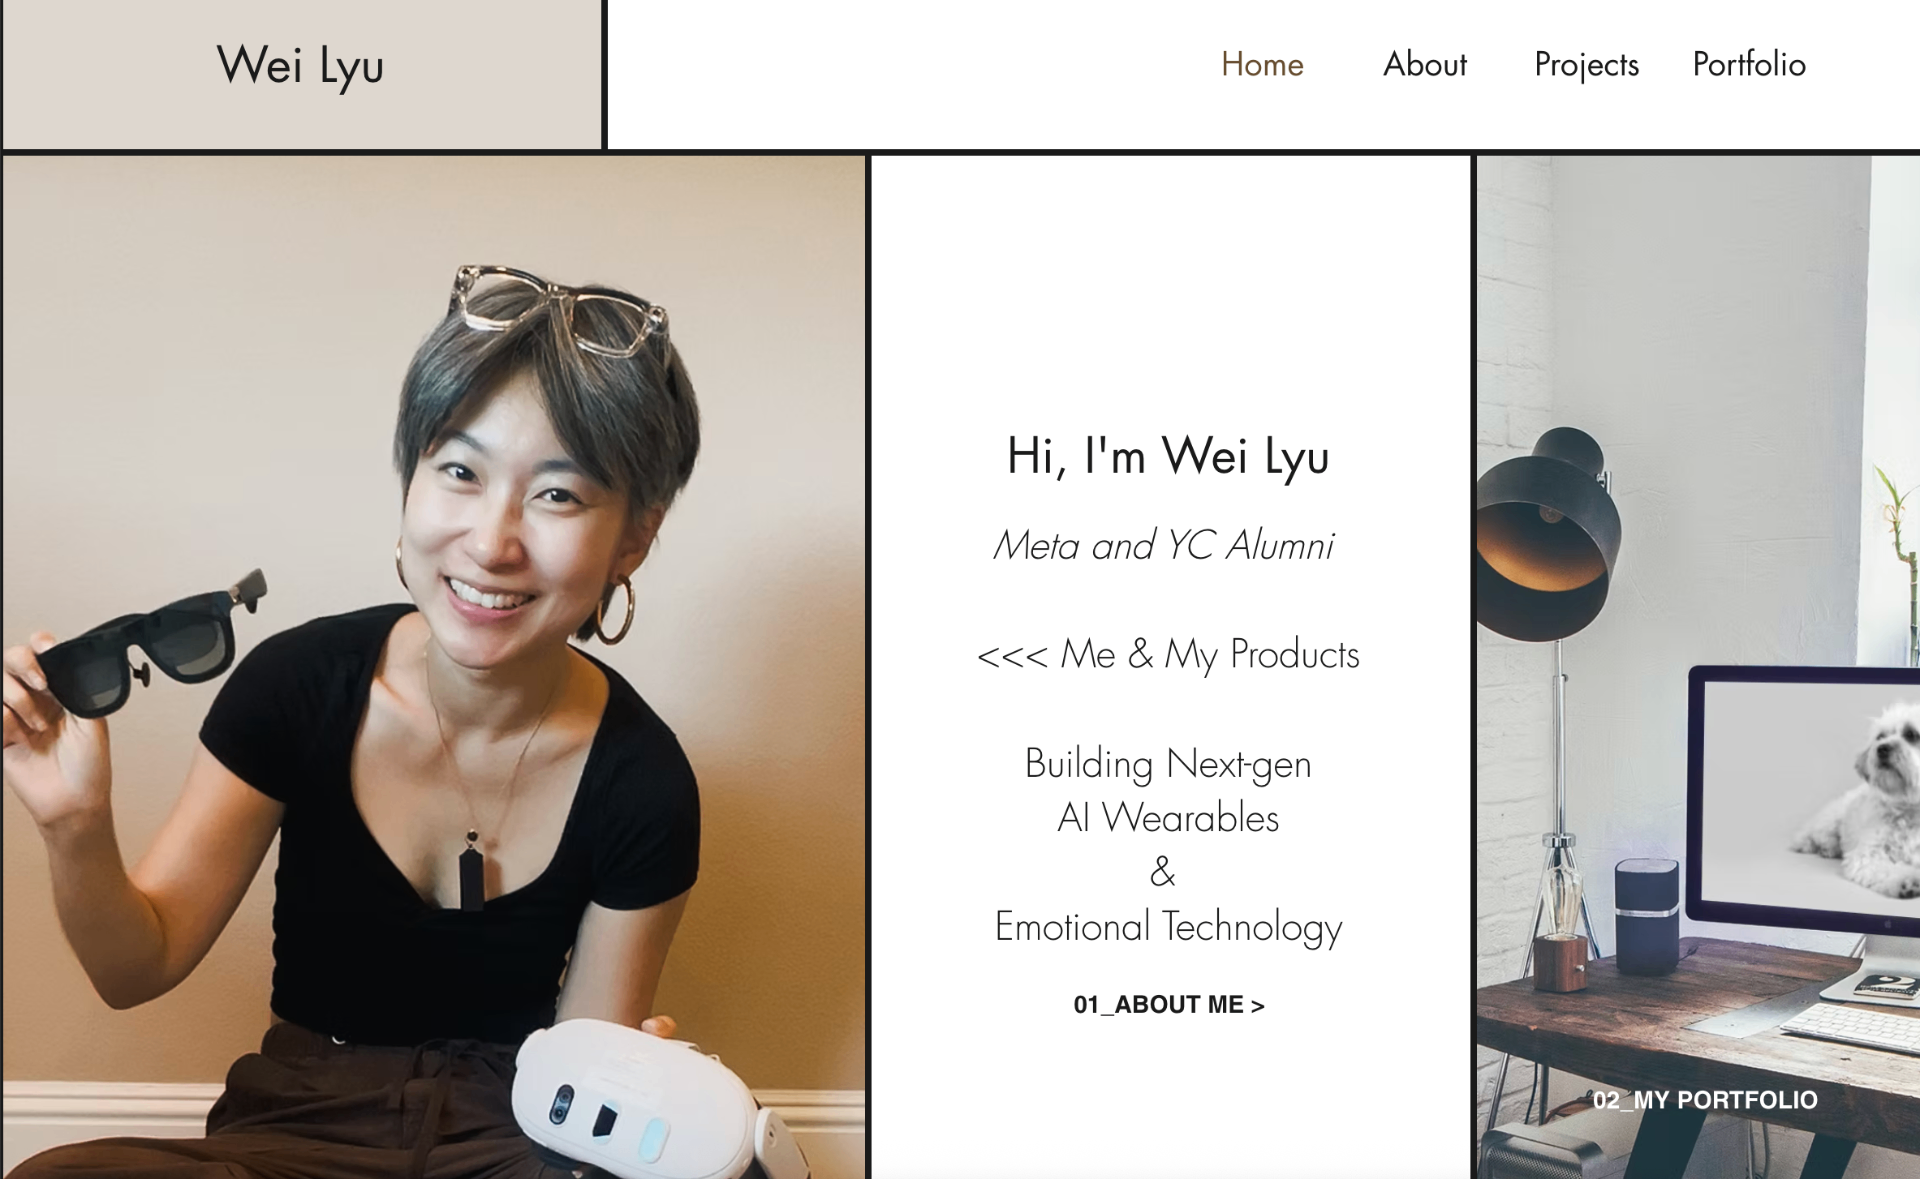 Wei Lyu
Home About Projects Portfolio
Hi, I'm Wei Lyu
Meta and YC Alumni
<<< Me & My Products
Building Next-gen
AI Wearables
&
Emotional Technology
01_ABOUT ME >
02_MY PORTFOLIO